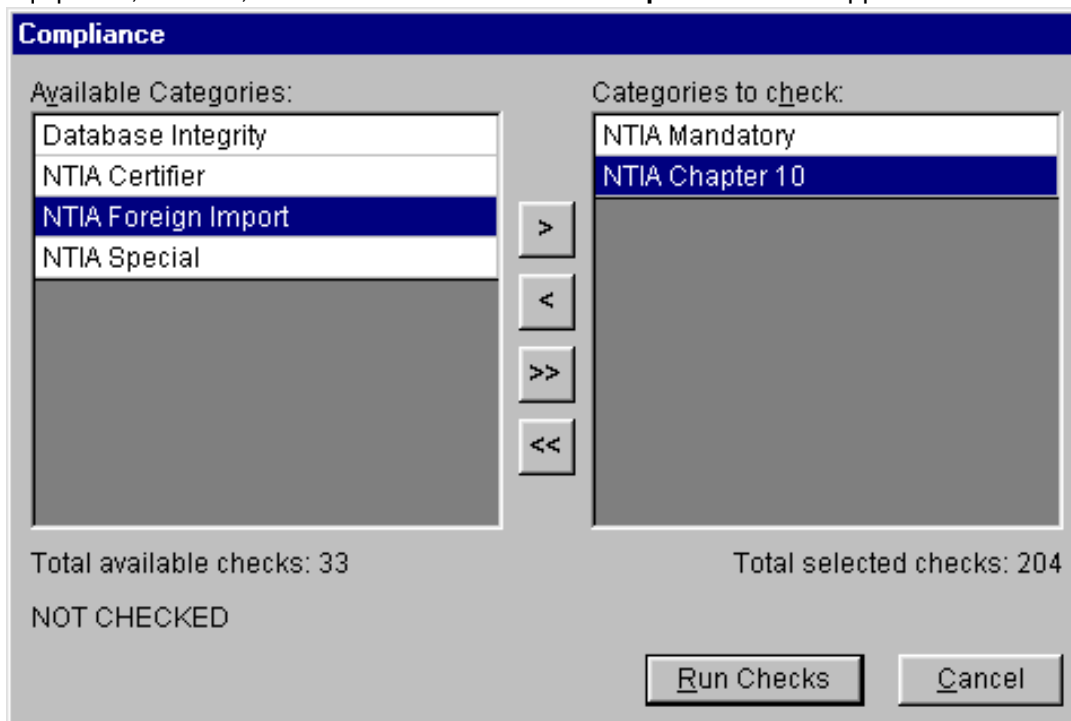 Compliance
Available Categories:
Database Integrity
NTIA Certifier
NTIA Foreign Import
NTIA Special
>
<
>>
<<
Categories to check:
NTIA Mandatory
NTIA Chapter 10
Total available checks: 33
Total selected checks: 204
NOT CHECKED
Run Checks
Cancel